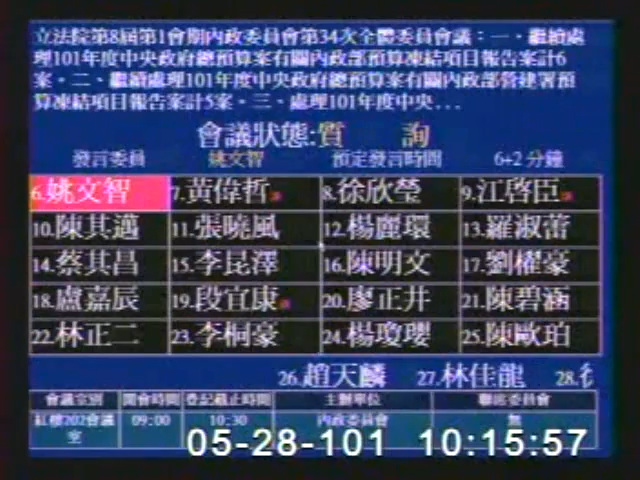 立法院第8屆第1會期內政委員會第34次全體委員會議：一、繼續處
理101年度中央政府總預算案有關內政部預算凍結項目報告案計6
案。二、繼續處理101年度中央政府總預算案有關內政部營建署預
算凍結項目報告案計5案。三、處理101年度中央...
會議狀態:質 詢
發言委員 姚文智 預定發言時間 6+2 分鐘
6.姚文智 7.黃偉哲 8.徐欣瑩 9.江啓臣
10.陳其邁 11.張曉風 12.楊麗環 13.羅淑蕾
14.蔡其昌 15.李昆澤 16.陳明文 17.劉櫂豪
18.盧嘉辰 19.段宜康 20.廖正井 21.陳碧涵
22.林正二 23.李桐豪 24.楊瓊瓔 25.陳歐珀
26.趙天麟 27.林佳龍 28.
會議室別 開會時間 登記截止時間 主辦單位 聯席委員會
紅樓202會議室 09:00 10:30 內政委員會 無
05-28-101 10:15:57